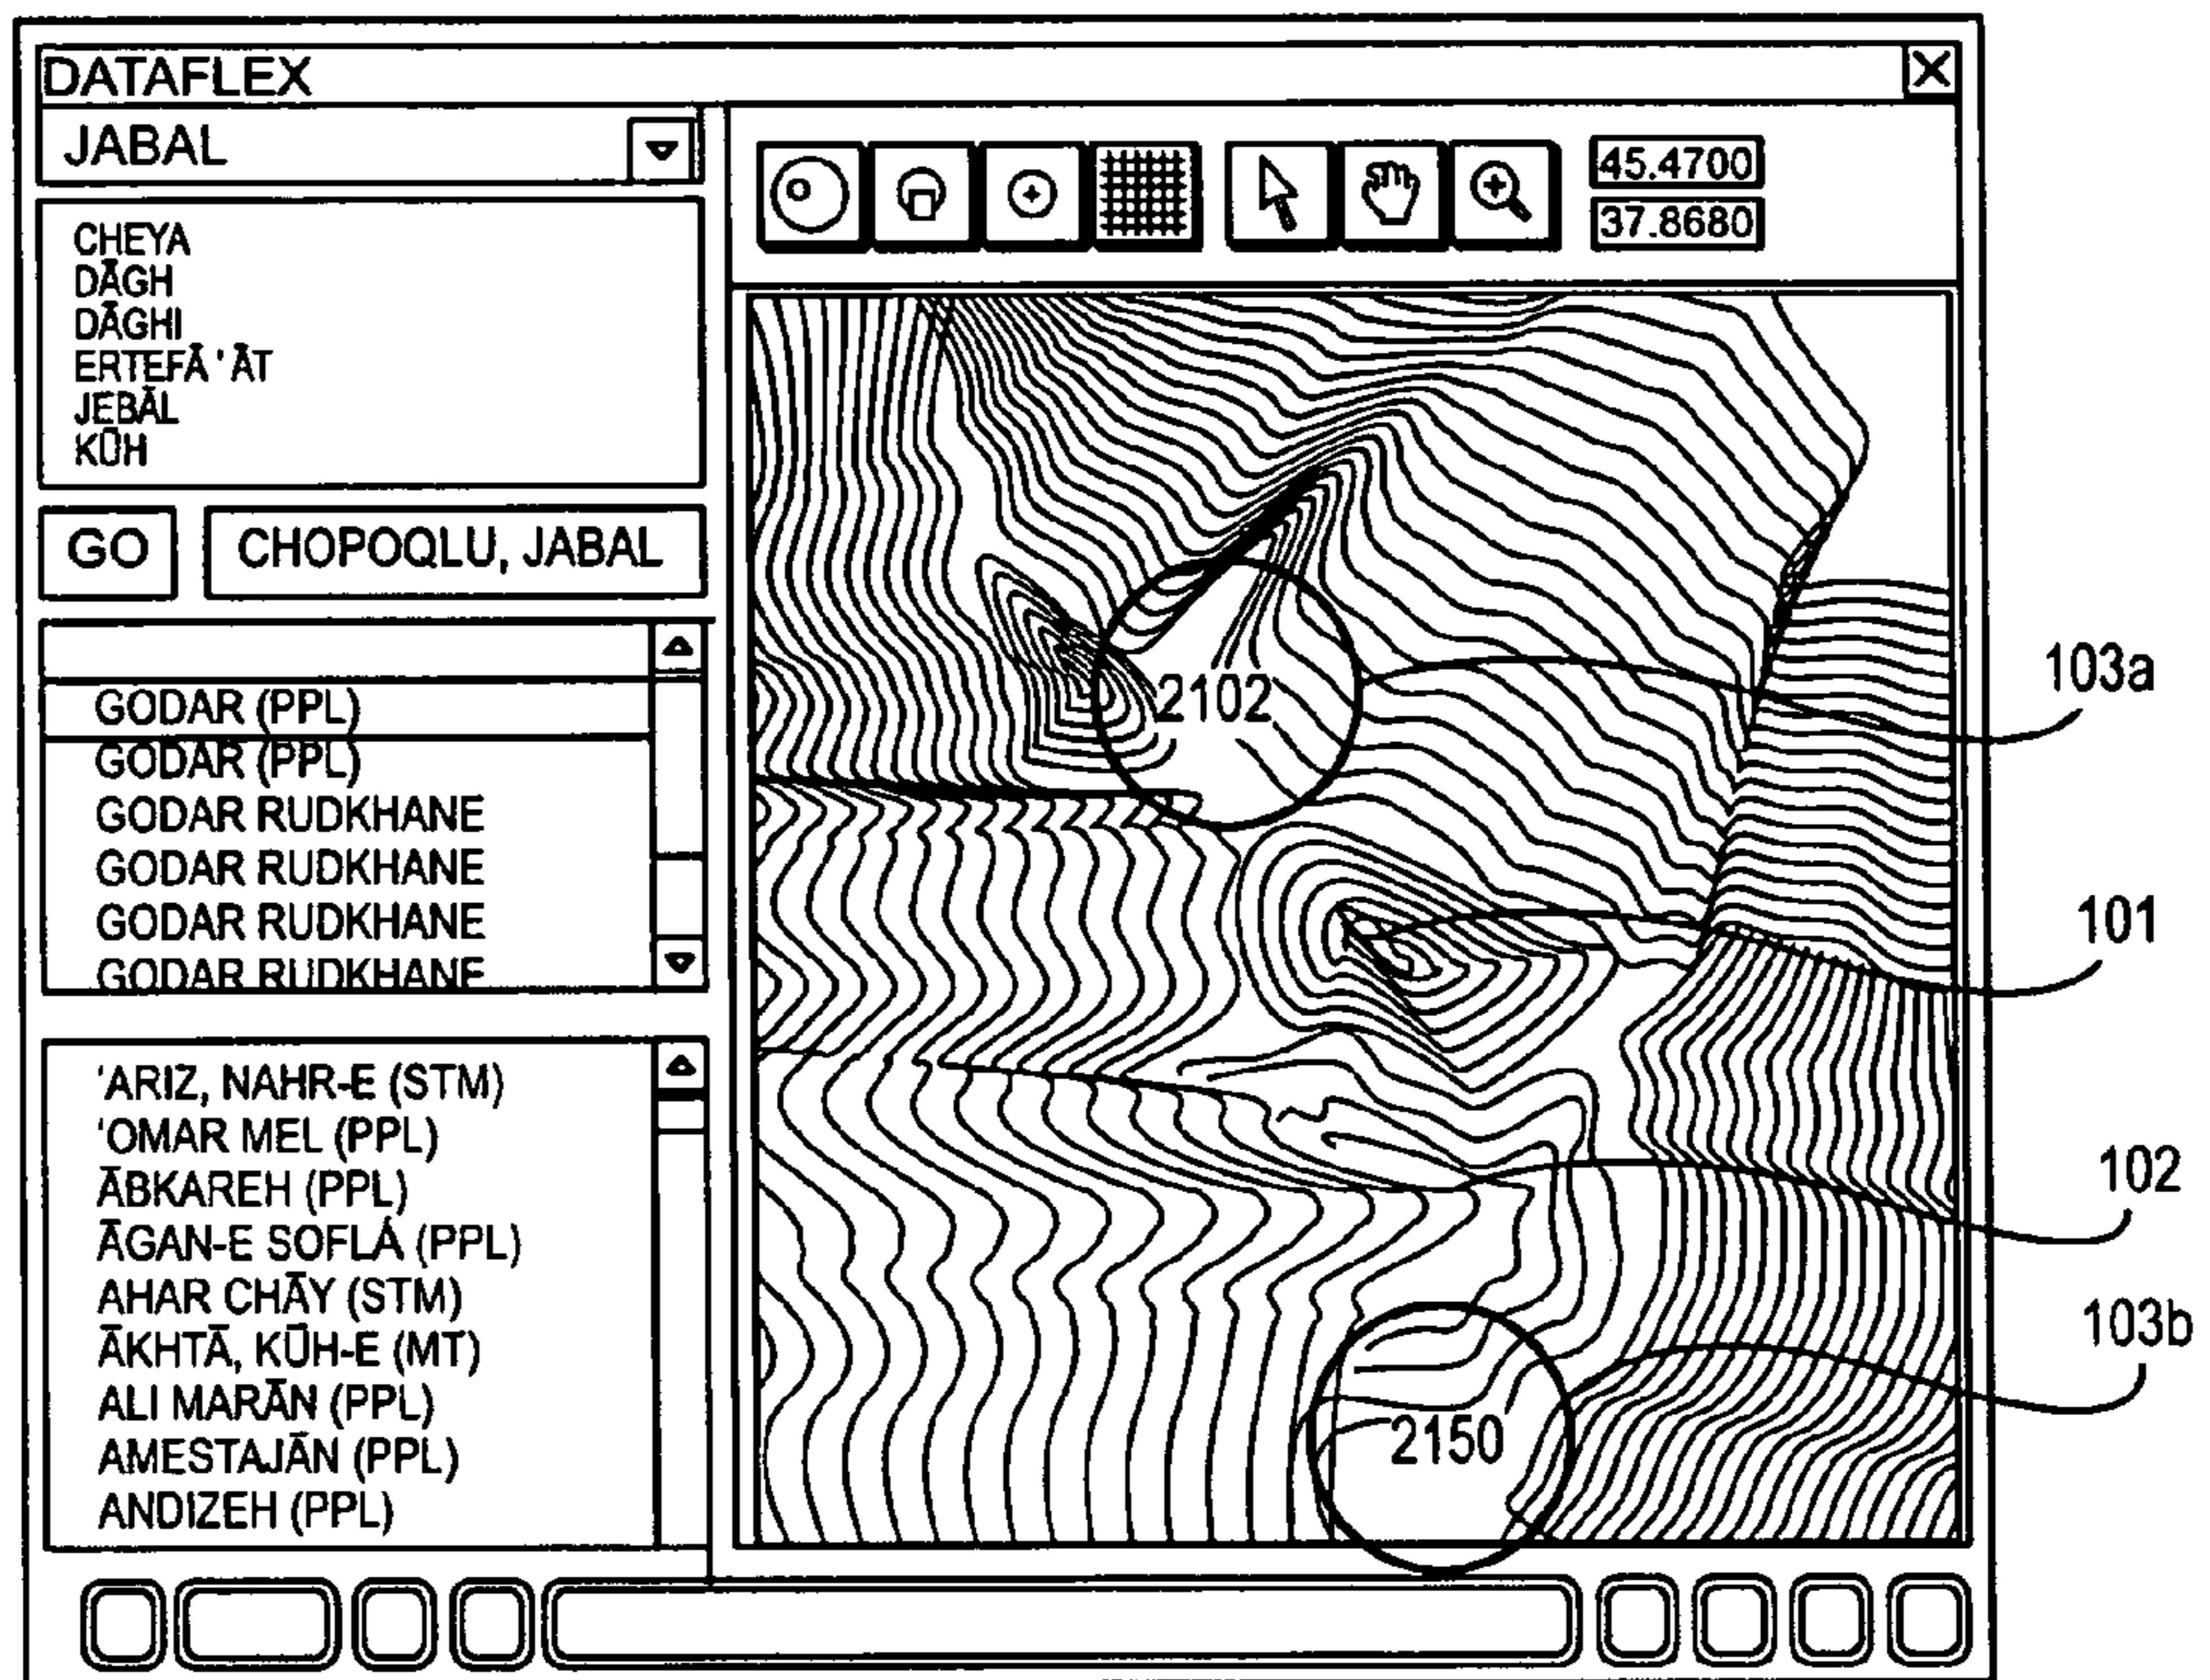 DATAFLEX
JABAL
CHEYA
DĀGH
DĀGHI
ERTEFĀ 'ĀT
JEBĀL
KŪH
GO
CHOPOQLU, JABAL
GODAR (PPL)
GODAR (PPL)
GODAR RUDKHANE
GODAR RUDKHANE
GODAR RUDKHANE
GODAR RUDKHANE
'ARIZ, NAHR-E (STM)
'OMAR MEL (PPL)
ĀBKAREH (PPL)
ĀGAN-E SOFLÁ (PPL)
AHAR CHĀY (STM)
ĀKHTĀ, KŪH-E (MT)
ALI MARĀN (PPL)
AMESTAJĀN (PPL)
ANDIZEH (PPL)
45.4700
37.8680
2102
2150
103a
101
102
103b